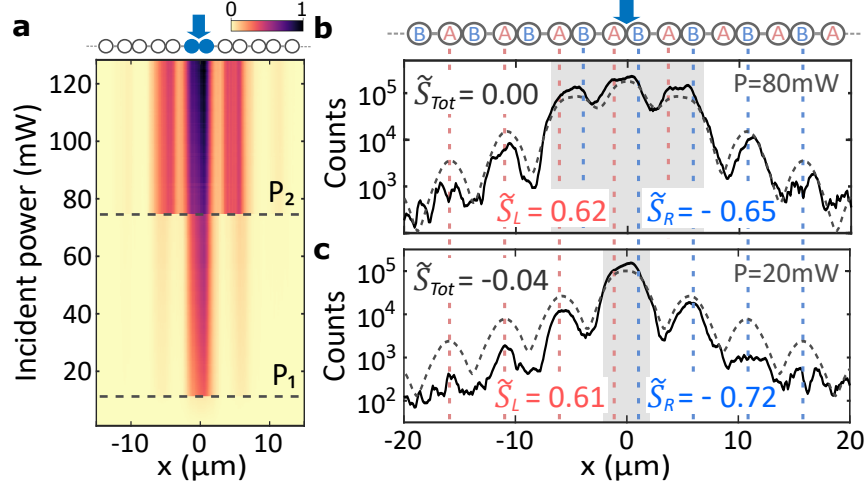 a
0 1
Incident power (mW)
120
100
80
60
40
20
P2
P1
-10 0 10
x (μm)
b
B A B A B A B A B A B A B A B A
S̃Tot = 0.00
P=80mW
Counts
10⁵
10⁴
10³
S̃L = 0.62
S̃R = - 0.65
c
S̃Tot = -0.04
P=20mW
Counts
10⁵
10⁴
10³
10²
S̃L = 0.61
S̃R = - 0.72
-20 -10 0 10 20
x (μm)